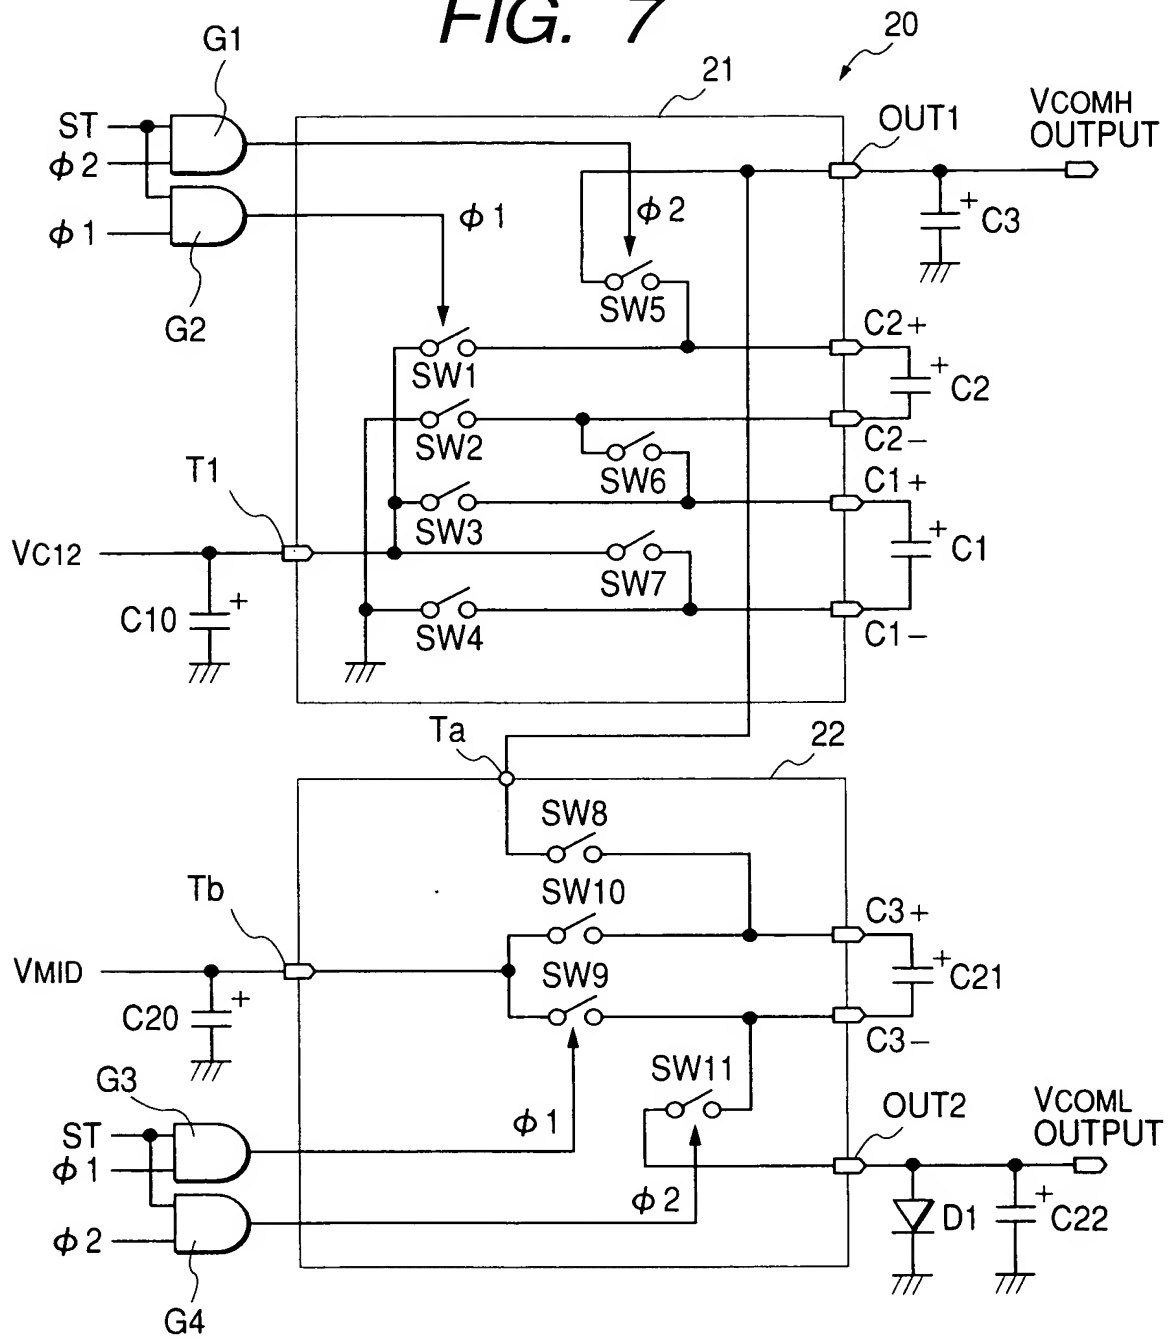 FIG. 7
20
G1
21
ST
φ2
φ1
G2
φ1
φ2
OUT1
VCOMH
OUTPUT
+
C3
SW5
SW1
C2+
+
C2
SW2
C2−
SW6
T1
C1+
SW3
+
C1
VC12
SW7
C10
+
SW4
C1−
Ta
22
SW8
Tb
SW10
C3+
VMID
SW9
+
C21
C20
+
C3−
G3
SW11
ST
φ1
φ1
OUT2
VCOML
OUTPUT
φ2
φ2
D1
+
C22
G4